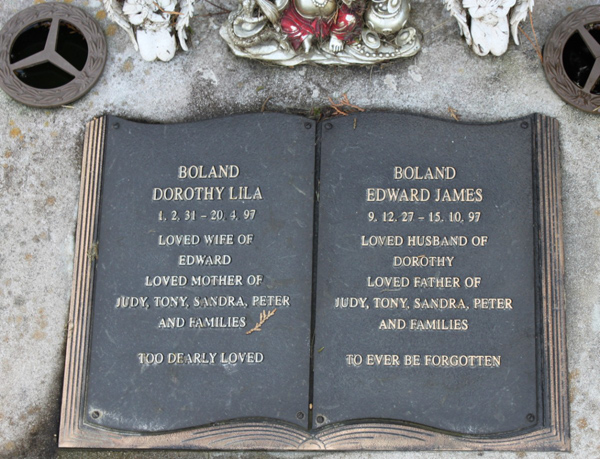 BOLAND
DOROTHY LILA
1. 2. 31 - 20. 4. 97
LOVED WIFE OF
EDWARD
LOVED MOTHER OF
JUDY, TONY, SANDRA, PETER
AND FAMILIES
TOO DEARLY LOVED
BOLAND
EDWARD JAMES
9. 12. 27 - 15. 10. 97
LOVED HUSBAND OF
DOROTHY
LOVED FATHER OF
JUDY, TONY, SANDRA, PETER
AND FAMILIES
TO EVER BE FORGOTTEN